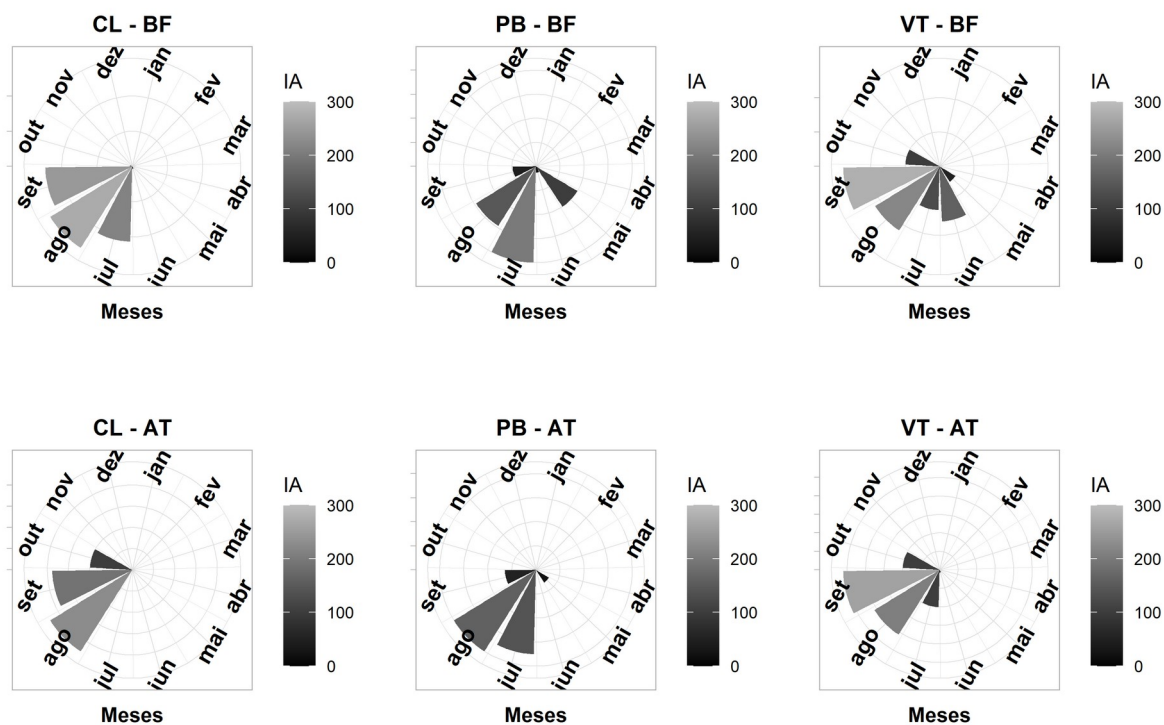 CL - BF
PB - BF
VT - BF
dez
jan
nov
fev
out
mar
set
abr
ago
mai
jul
jun
Meses
IA
300
200
100
0
dez
jan
nov
fev
out
mar
set
abr
ago
mai
jul
jun
Meses
IA
300
200
100
0
dez
jan
nov
fev
out
mar
set
abr
ago
mai
jul
jun
Meses
IA
300
200
100
0
CL - AT
PB - AT
VT - AT
dez
jan
nov
fev
out
mar
set
abr
ago
mai
jul
jun
Meses
IA
300
200
100
0
dez
jan
nov
fev
out
mar
set
abr
ago
mai
jul
jun
Meses
IA
300
200
100
0
dez
jan
nov
fev
out
mar
set
abr
ago
mai
jul
jun
Meses
IA
300
200
100
0